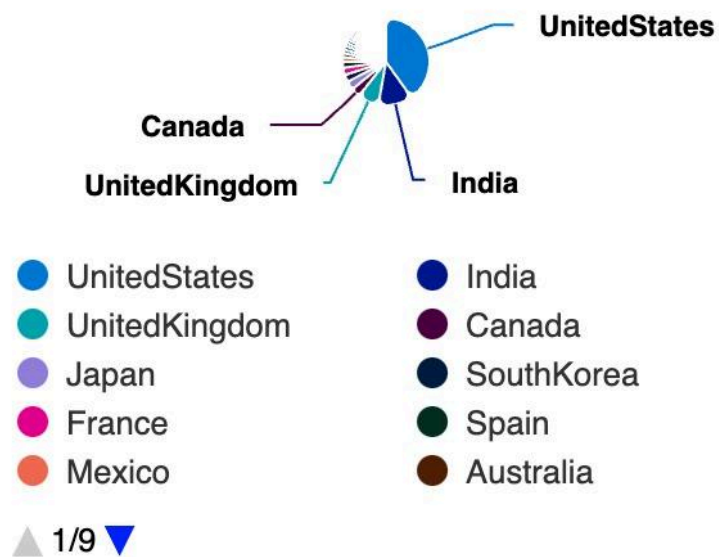 UnitedStates
Canada
UnitedKingdom
India
UnitedStates
India
UnitedKingdom
Canada
Japan
SouthKorea
France
Spain
Mexico
Australia
1/9